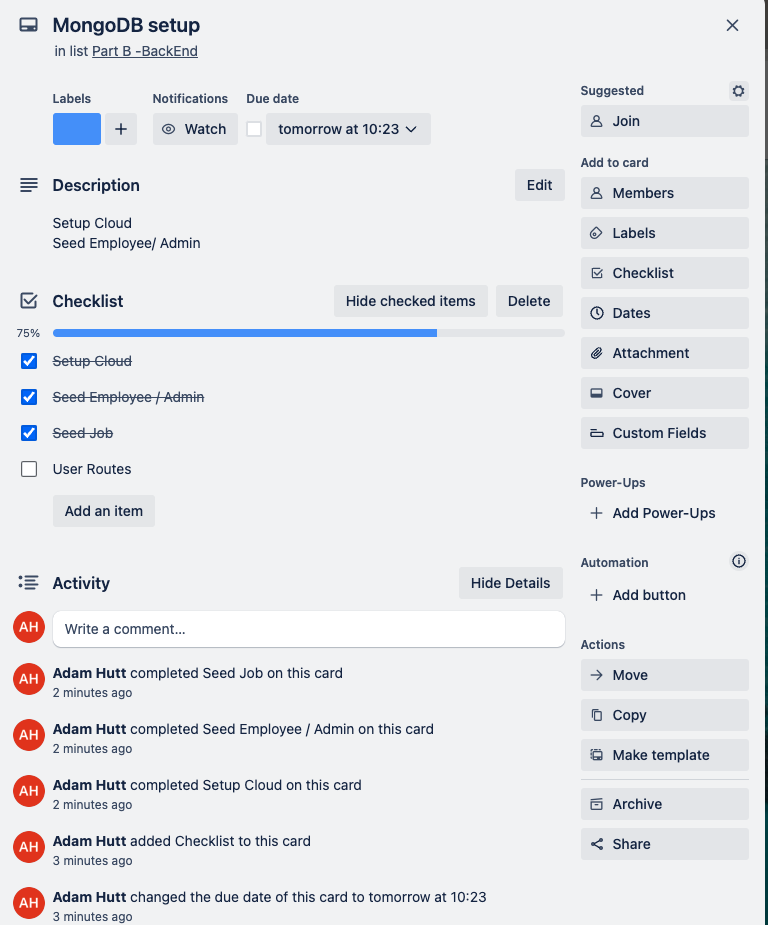 MongoDB setup
in list Part B -BackEnd
Labels
Notifications
Due date
Watch
tomorrow at 10:23
Description
Edit
Setup Cloud
Seed Employee/ Admin
Checklist
Hide checked items
Delete
75%
Setup Cloud
Seed Employee / Admin
Seed Job
User Routes
Add an item
Activity
Hide Details
AH
Write a comment...
AH
Adam Hutt completed Seed Job on this card
2 minutes ago
AH
Adam Hutt completed Seed Employee / Admin on this card
2 minutes ago
AH
Adam Hutt completed Setup Cloud on this card
2 minutes ago
AH
Adam Hutt added Checklist to this card
3 minutes ago
AH
Adam Hutt changed the due date of this card to tomorrow at 10:23
3 minutes ago
Suggested
Join
Add to card
Members
Labels
Checklist
Dates
Attachment
Cover
Custom Fields
Power-Ups
Add Power-Ups
Automation
Add button
Actions
Move
Copy
Make template
Archive
Share